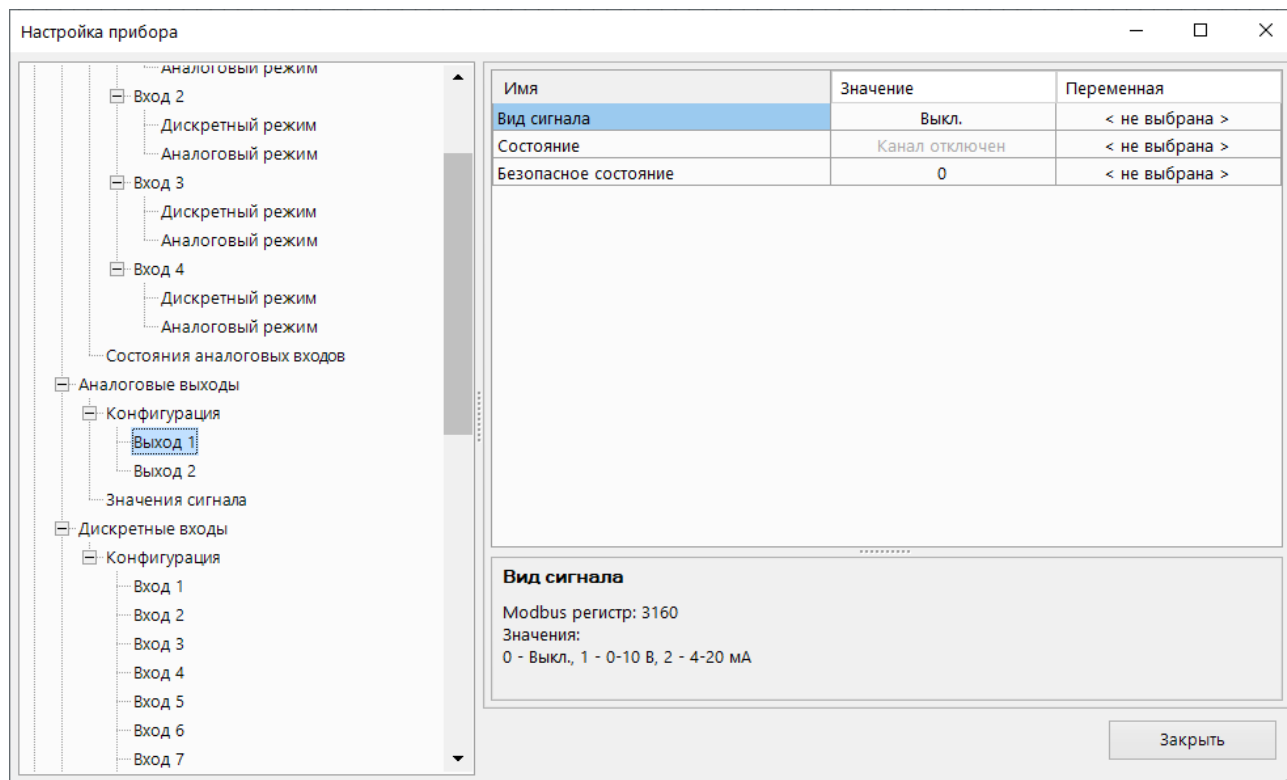 Настройка прибора
Аналоговый режим
Вход 2
Дискретный режим
Аналоговый режим
Вход 3
Дискретный режим
Аналоговый режим
Вход 4
Дискретный режим
Аналоговый режим
Состояния аналоговых входов
Аналоговые выходы
Конфигурация
Выход 1
Выход 2
Значения сигнала
Дискретные входы
Конфигурация
Вход 1
Вход 2
Вход 3
Вход 4
Вход 5
Вход 6
Вход 7
Имя Значение Переменная
Вид сигнала Выкл. < не выбрана >
Состояние Канал отключен < не выбрана >
Безопасное состояние 0 < не выбрана >
Вид сигнала
Modbus регистр: 3160
Значения:
0 - Выкл., 1 - 0-10 В, 2 - 4-20 мА
Закрыть